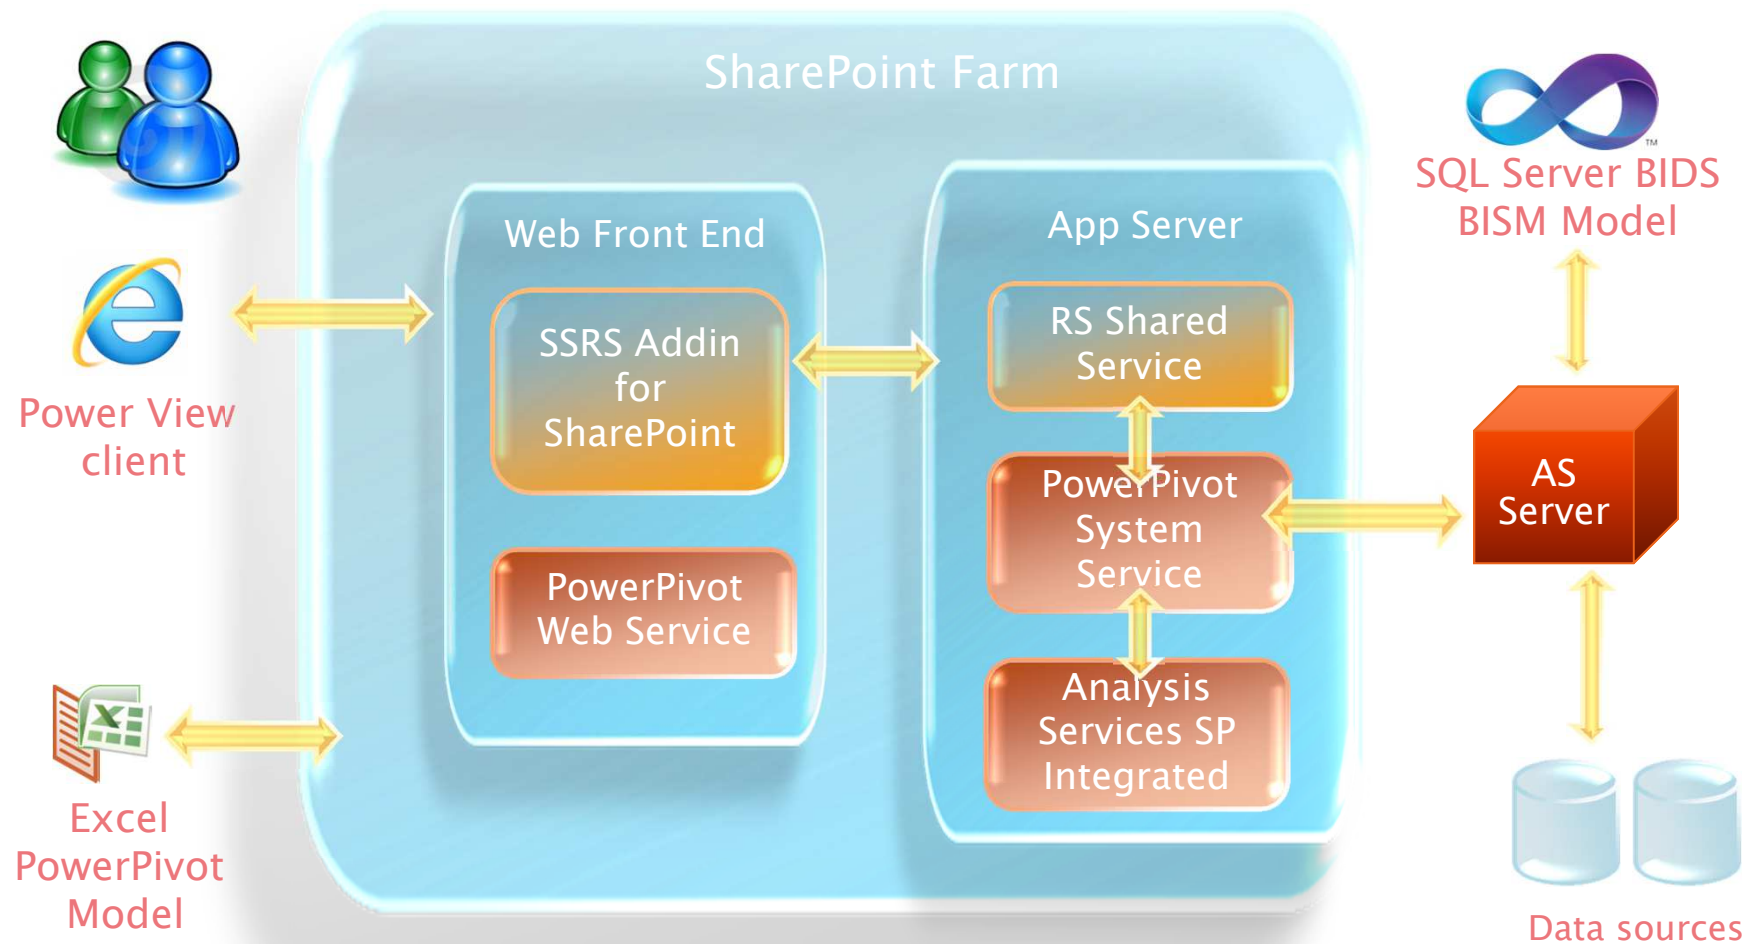 SharePoint Farm
Web Front End
SSRS Addin
for
SharePoint
PowerPivot
Web Service
App Server
RS Shared
Service
PowerPivot
System
Service
Analysis
Services SP
Integrated
Power View
client
Excel
PowerPivot
Model
TM
SQL Server BIDS
BISM Model
AS
Server
Data sources